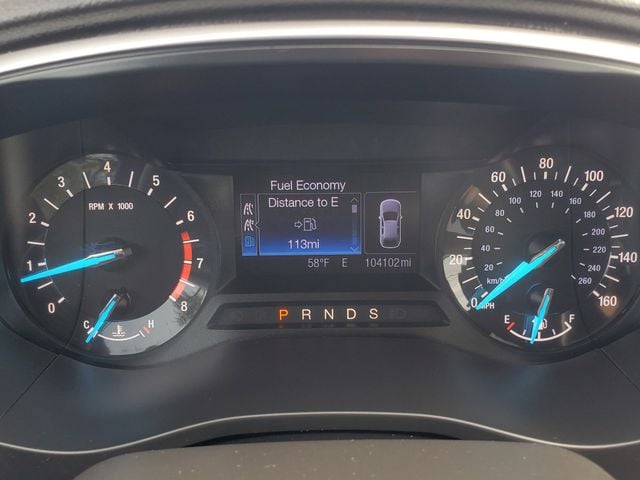 0 1 2 3 4 5 6 7 8
RPM X 1000
C H
Fuel Economy
Distance to E
113mi
58°F E 104102mi
P R N D S
0 20 40 60 80 100 120 140 160
MPH
20 40 60 80 100 120 140 160 180 200 220 240 260
km/h
E F